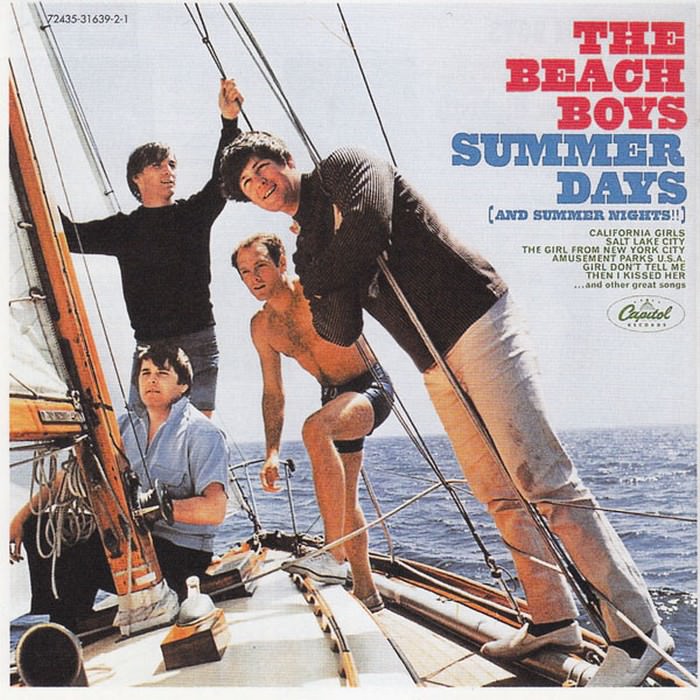 72435-31639-2-1
THE
BEACH
BOYS
SUMMER
DAYS
(AND SUMMER NIGHTS!!)
CALIFORNIA GIRLS
SALT LAKE CITY
THE GIRL FROM NEW YORK CITY
AMUSEMENT PARKS U.S.A.
GIRL DON'T TELL ME
THEN I KISSED HER
...and other great songs
Capitol
RECORDS